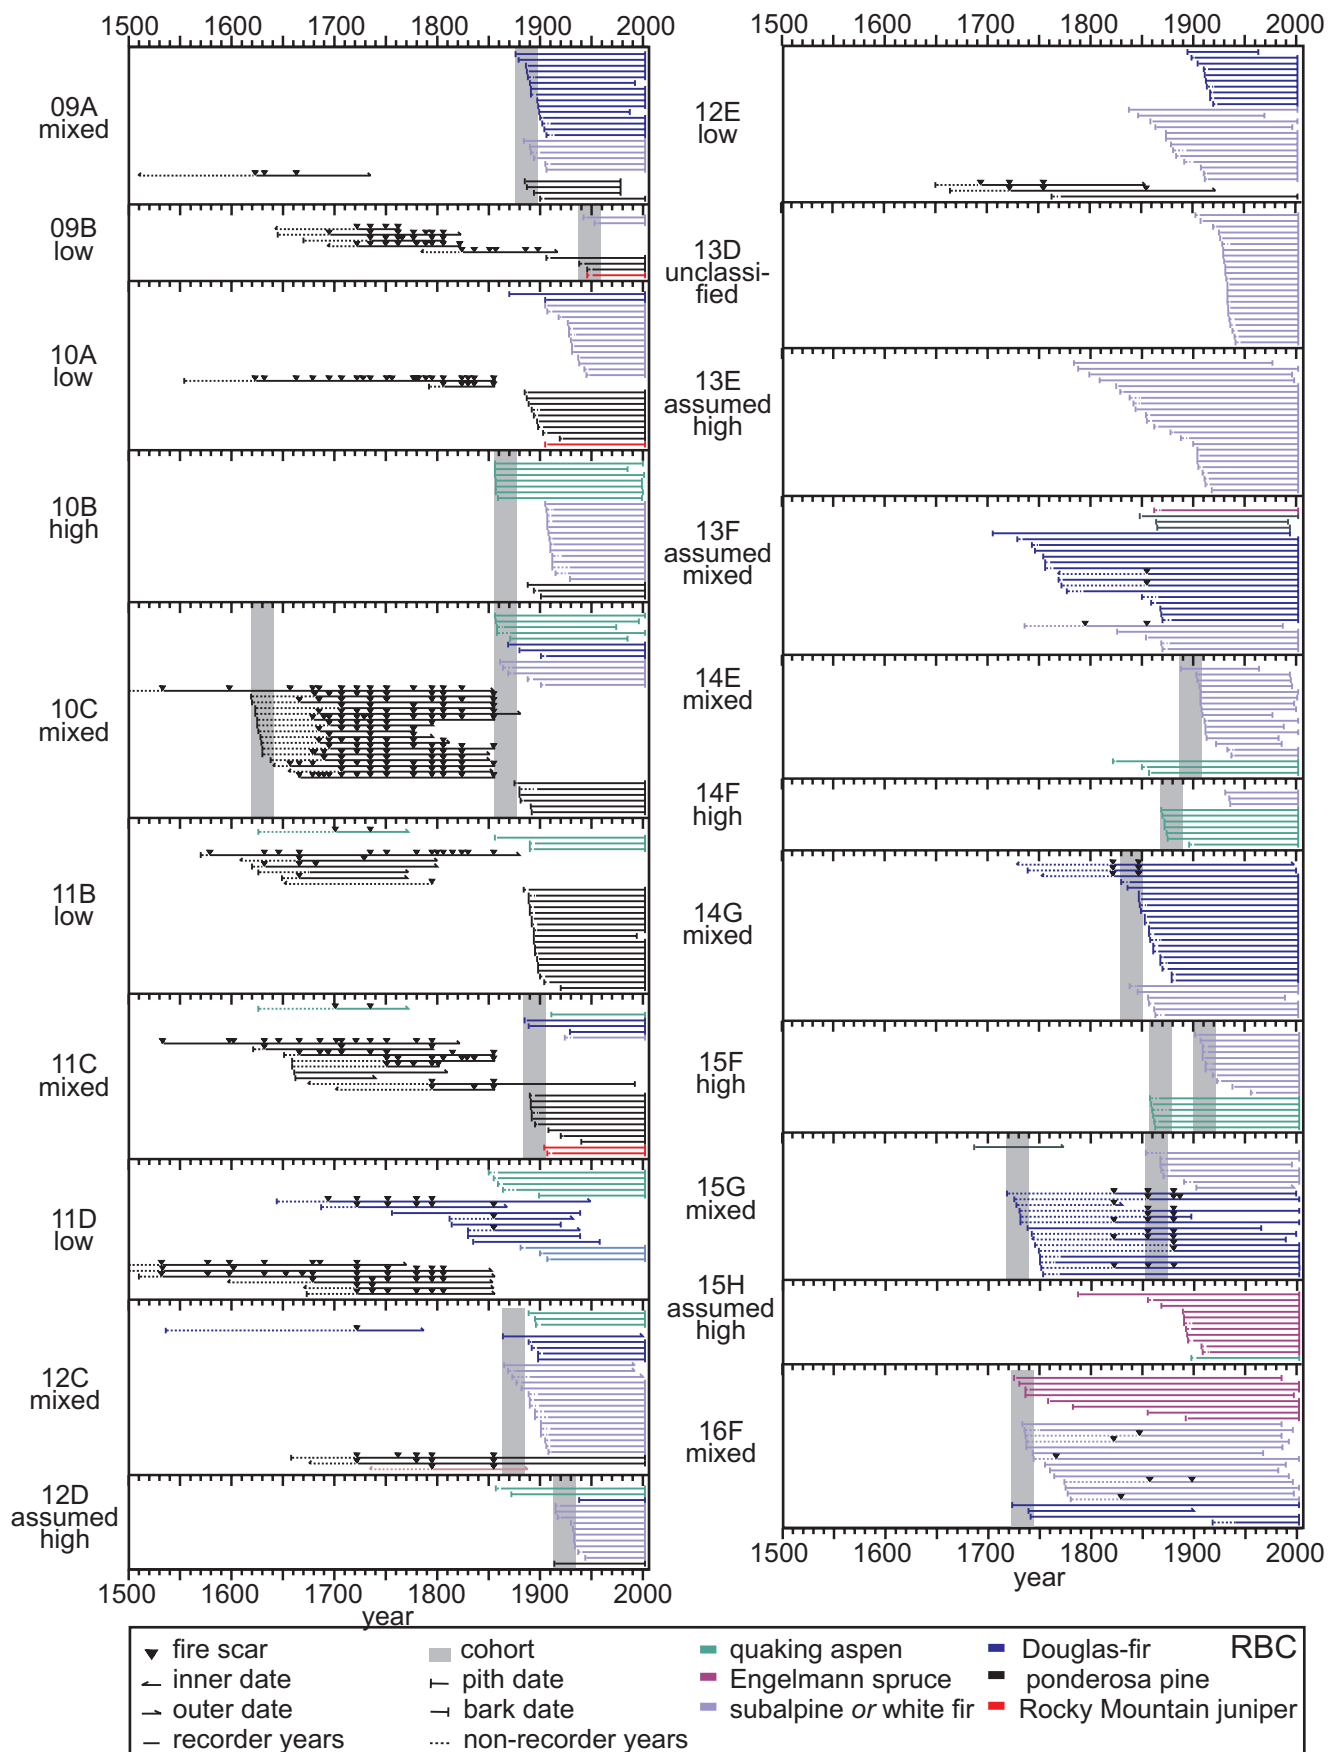 1500 1600 1700 1800 1900 2000
09A
mixed
09B
low
10A
low
10B
high
10C
mixed
11B
low
11C
mixed
11D
low
12C
mixed
12D
assumed
high
1500 1600 1700 1800 1900 2000
year
1500 1600 1700 1800 1900 2000
12E
low
13D
unclassi-
fied
13E
assumed
high
13F
assumed
mixed
14E
mixed
14F
high
14G
mixed
15F
high
15G
mixed
15H
assumed
high
16F
mixed
1500 1600 1700 1800 1900 2000
year
RBC
fire scar
inner date
outer date
recorder years
cohort
pith date
bark date
non-recorder years
quaking aspen
Engelmann spruce
subalpine or white fir
Douglas-fir
ponderosa pine
Rocky Mountain juniper